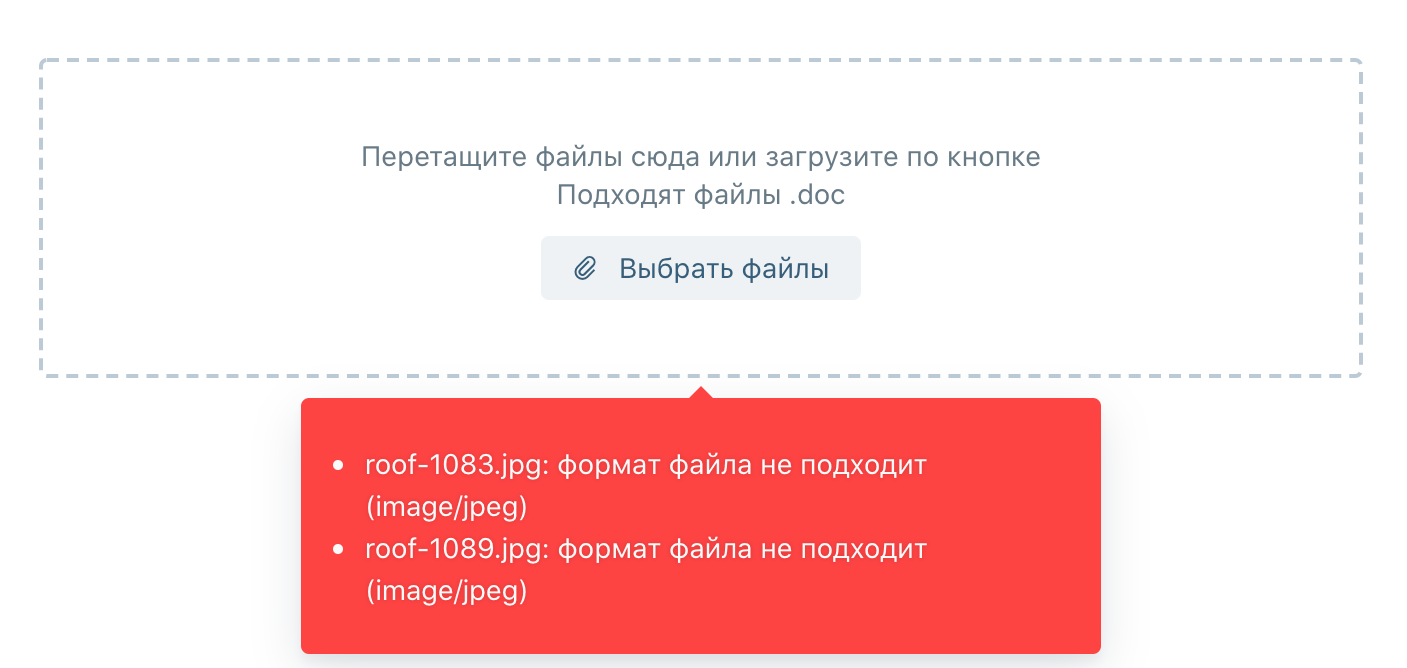 Перетащите файлы сюда или загрузите по кнопке
Подходят файлы .doc
Выбрать файлы
• roof-1083.jpg: формат файла не подходит
(image/jpeg)
• roof-1089.jpg: формат файла не подходит
(image/jpeg)